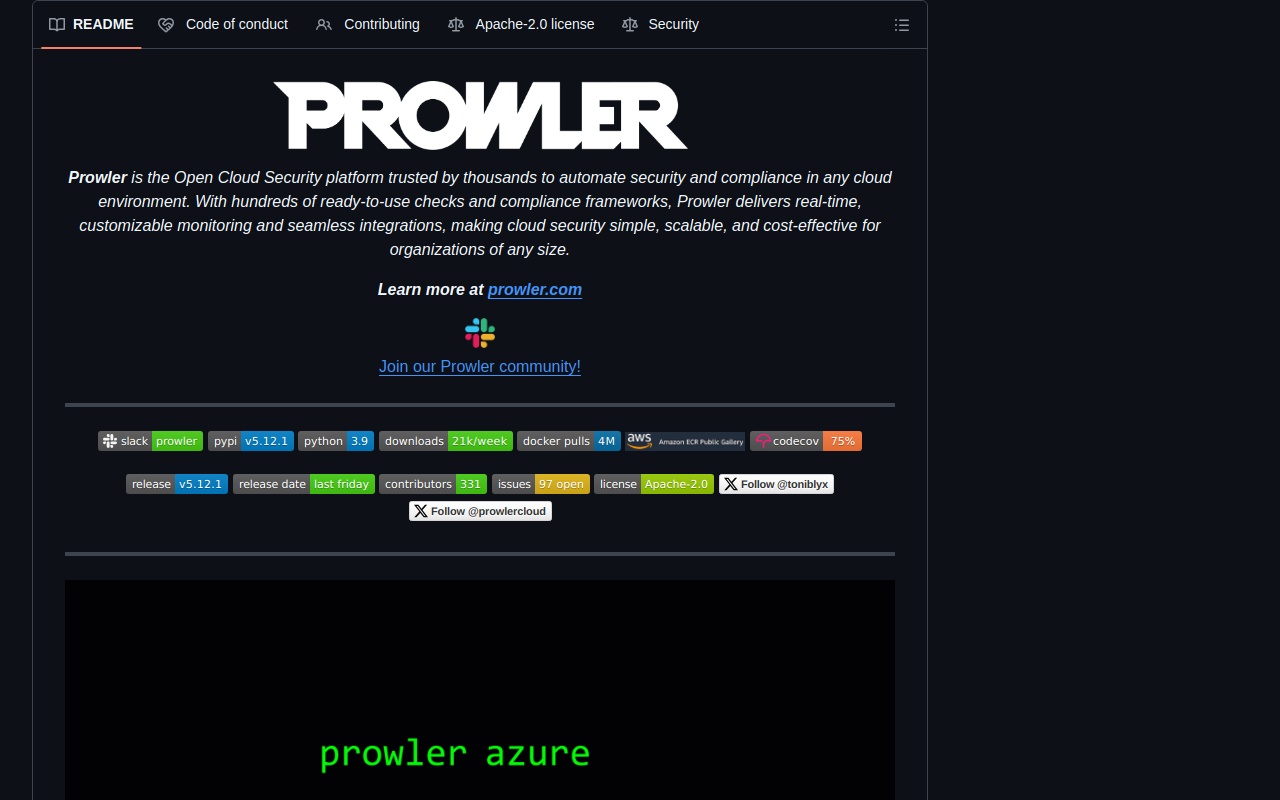 README Code of conduct Contributing Apache-2.0 license Security
PROWLER
Prowler is the Open Cloud Security platform trusted by thousands to automate security and compliance in any cloud
environment. With hundreds of ready-to-use checks and compliance frameworks, Prowler delivers real-time,
customizable monitoring and seamless integrations, making cloud security simple, scalable, and cost-effective for
organizations of any size.
Learn more at prowler.com
Join our Prowler community!
slack prowler pypi v5.12.1 python 3.9 downloads 21k/week docker pulls 4M aws Amazon ECR Public Gallery codecov 75%
release v5.12.1 release date last friday contributors 331 issues 97 open license Apache-2.0 Follow @toniblyx
Follow @prowlercloud
prowler azure